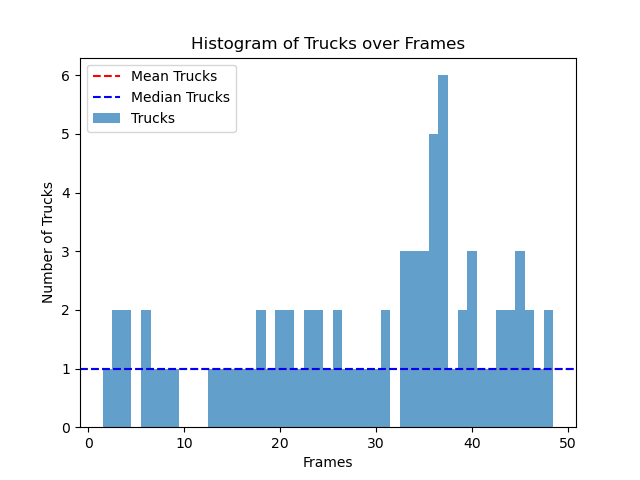 Histogram of Trucks over Frames
Mean Trucks
Median Trucks
Trucks
Number of Trucks
6
5
4
3
2
1
0
0 10 20 30 40 50
Frames